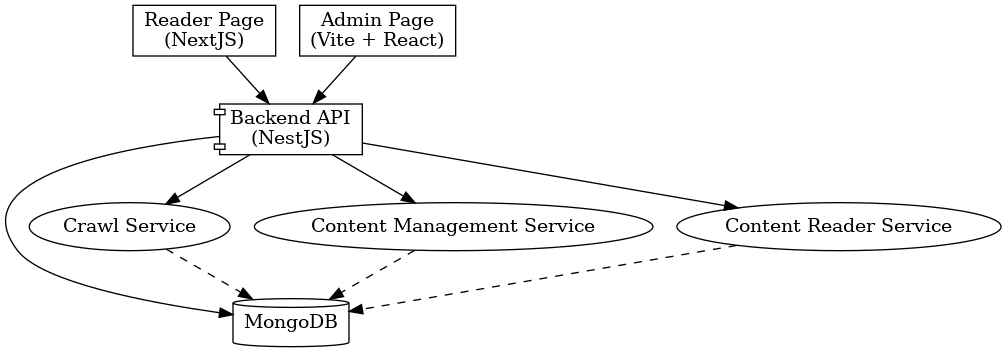 Reader Page
(NextJS)
Admin Page
(Vite + React)
Backend API
(NestJS)
Crawl Service
Content Management Service
Content Reader Service
MongoDB